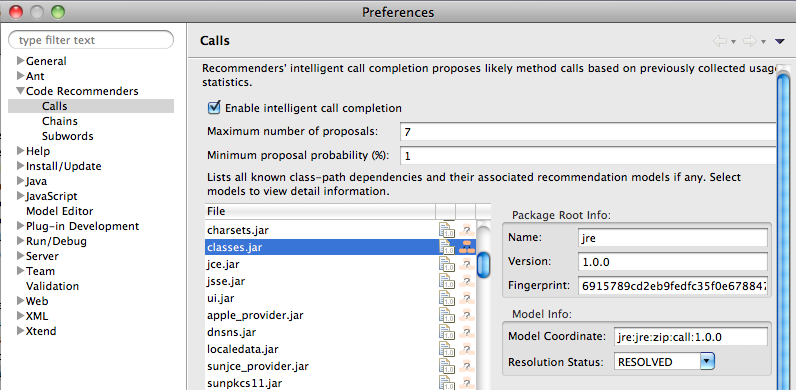 Preferences
type filter text
General
Ant
Code Recommenders
Calls
Chains
Subwords
Help
Install/Update
Java
JavaScript
Model Editor
Plug-in Development
Run/Debug
Server
Team
Validation
Web
XML
Xtend
Calls
Recommenders' intelligent call completion proposes likely method calls based on previously collected usage
statistics.
Enable intelligent call completion
Maximum number of proposals: 7
Minimum proposal probability (%): 1
Lists all known class-path dependencies and their associated recommendation models if any. Select
models to view detail information.
File
charsets.jar
classes.jar
jce.jar
jsse.jar
ui.jar
apple_provider.jar
dnsns.jar
localedata.jar
sunjce_provider.jar
sunpkcs11.jar
Package Root Info:
Name: jre
Version: 1.0.0
Fingerprint: 6915789cd2eb9fedfc35f0e678847
Model Info:
Model Coordinate: jre:jre:zip:call:1.0.0
Resolution Status: RESOLVED